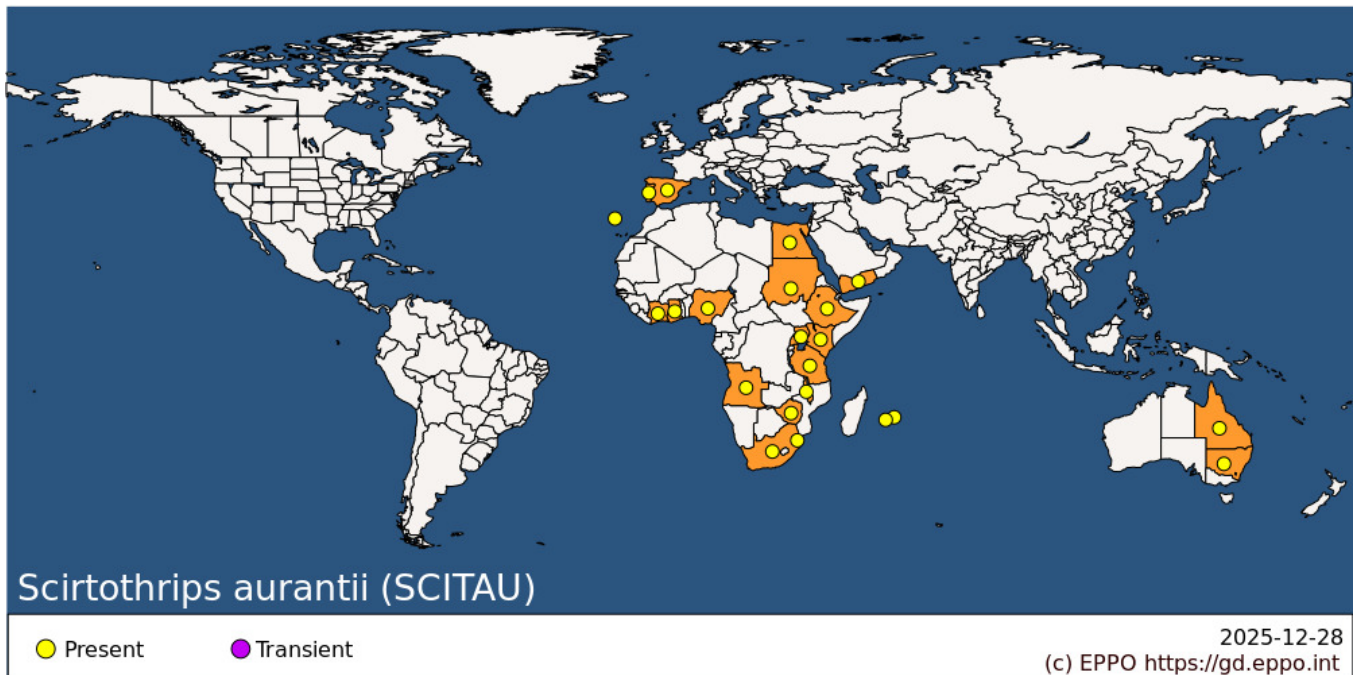 Scirtothrips aurantii (SCITAU)
Present
Transient
2025-12-28
(c) EPPO https://gd.eppo.int